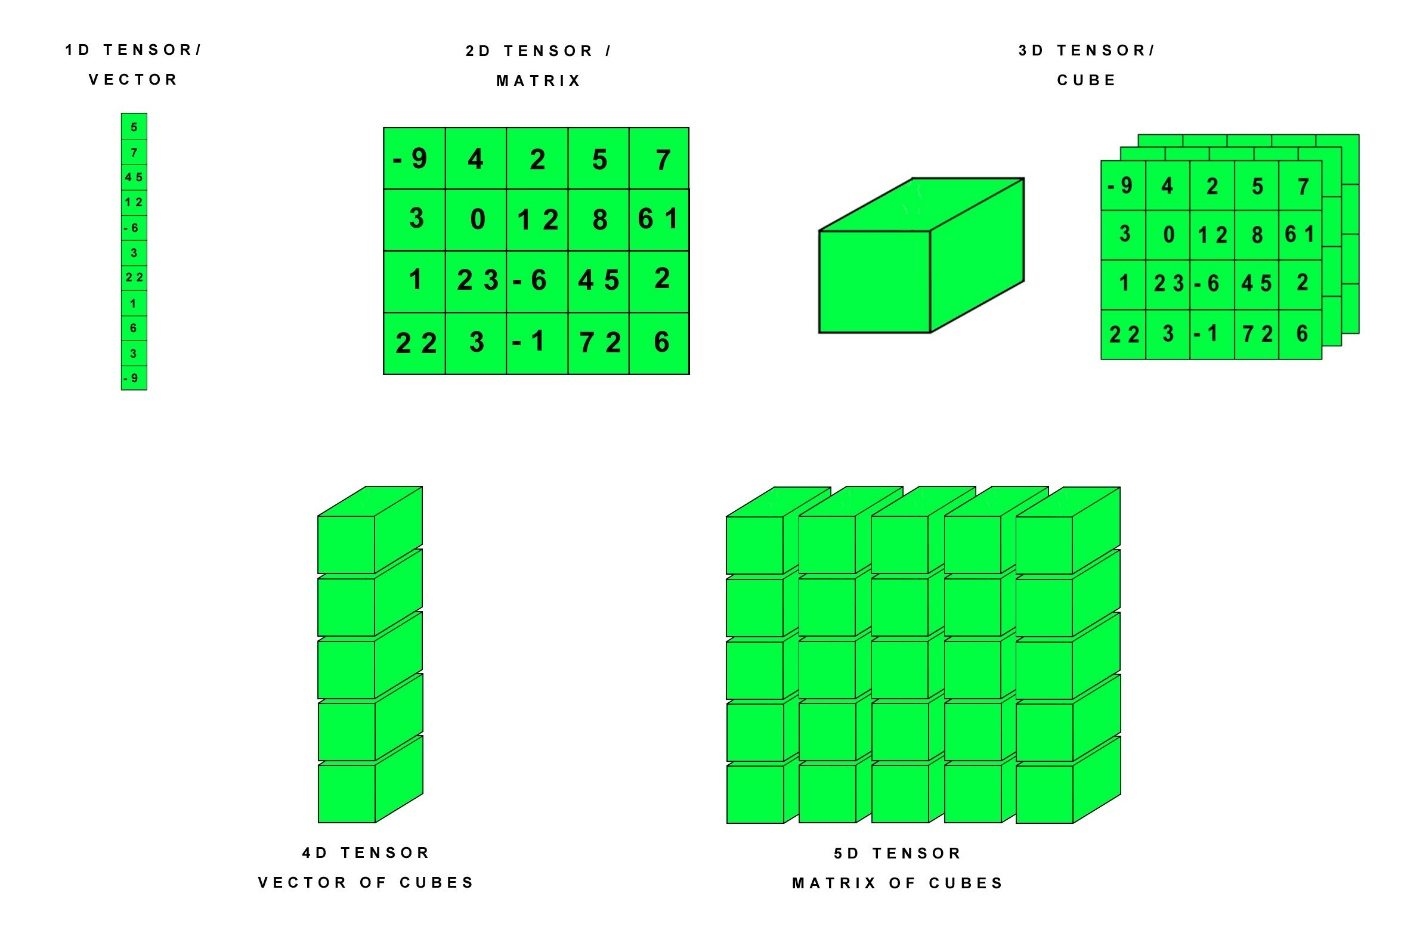 1D TENSOR/
VECTOR
5
7
45
12
-6
3
22
1
6
3
-9
2D TENSOR /
MATRIX
-9 4 2 5 7
3 0 12 8 61
1 23 -6 45 2
22 3 -1 72 6
3D TENSOR/
CUBE
-9 4 2 5 7
3 0 12 8 61
1 23 -6 45 2
22 3 -1 72 6
4D TENSOR
VECTOR OF CUBES
5D TENSOR
MATRIX OF CUBES